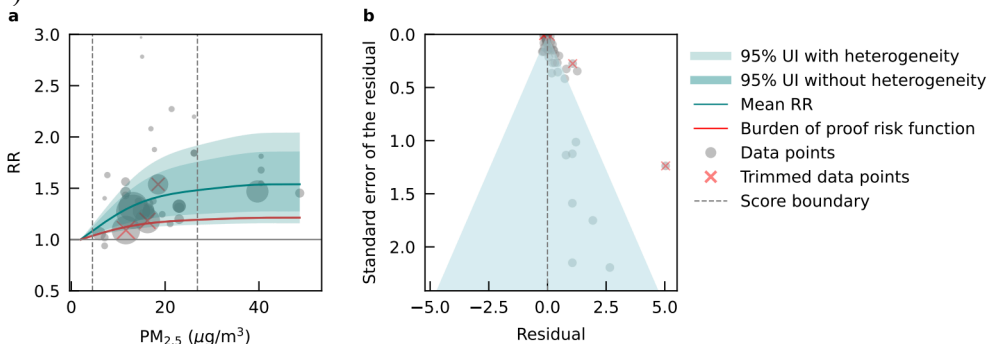 a
3.0
2.5
2.0
1.5
1.0
0.5
RR
0
20
40
PM2.5 (μg/m³)
b
0.0
0.5
1.0
1.5
2.0
Standard error of the residual
−5.0
−2.5
0.0
2.5
5.0
Residual
95% UI with heterogeneity
95% UI without heterogeneity
Mean RR
Burden of proof risk function
Data points
Trimmed data points
Score boundary